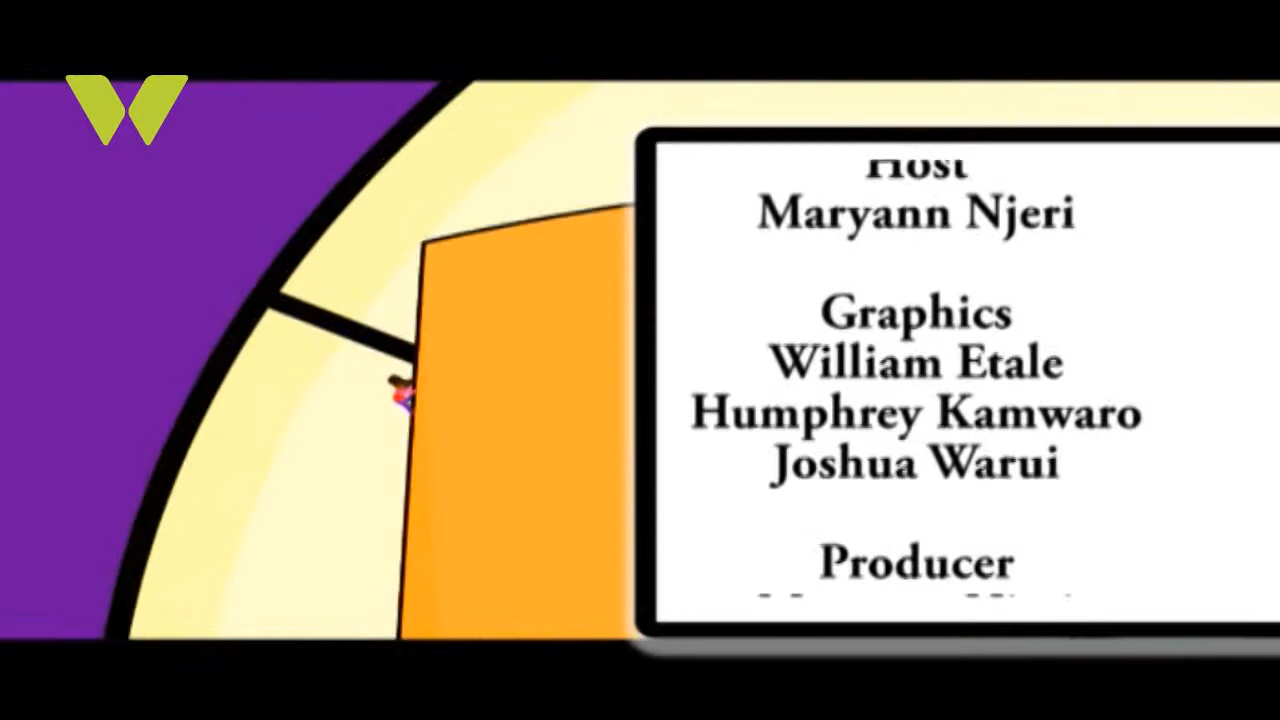 Host
Maryann Njeri
Graphics
William Etale
Humphrey Kamwaro
Joshua Warui
Producer